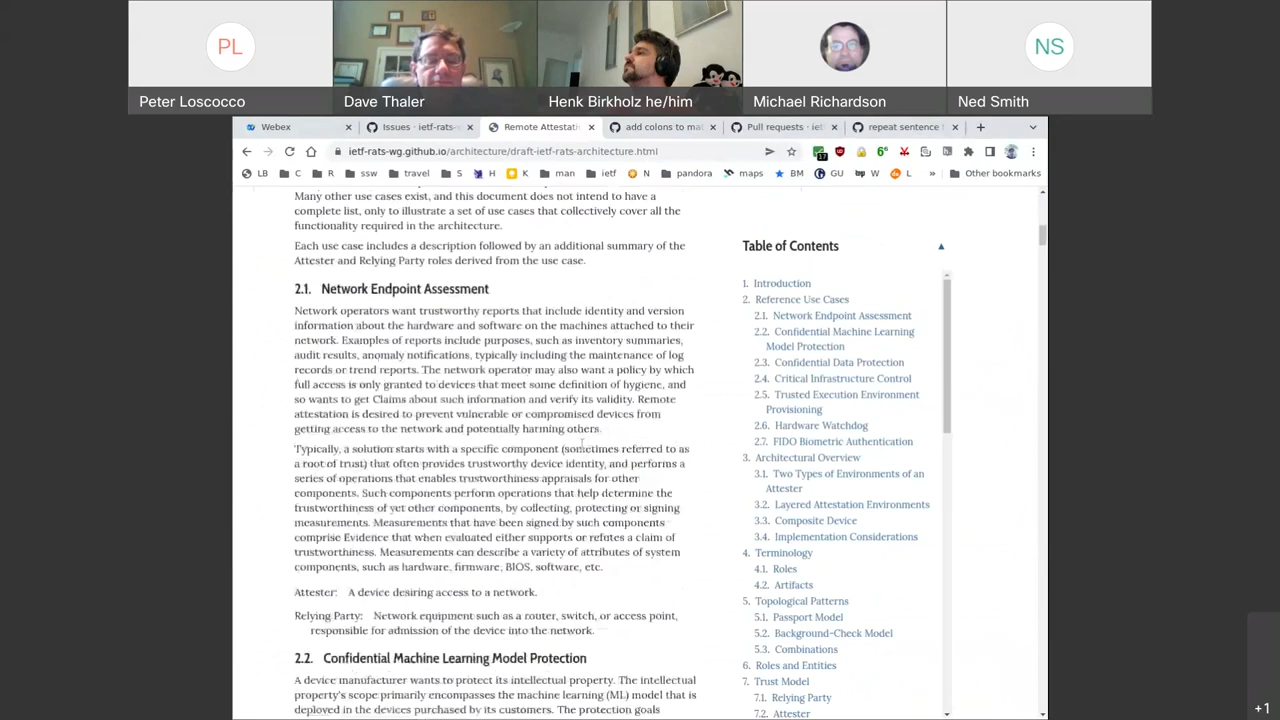 PL
NS
Peter Loscocco
Dave Thaler
Henk Birkholz he/him
Michael Richardson
Ned Smith
Webex
Issues · ietf-rats-w
Remote Attestati
add colons to ma
Pull requests · iet
repeat sentence
ietf-rats-wg.github.io/architecture/draft-ietf-rats-architecture.html
17
6
LB
C
R
ssw
travel
S
H
K
man
ietf
N
pandora
maps
BM
GU
bp W
L
»
Other bookmarks
Many other use cases exist, and this document does not intend to have a
complete list, only to illustrate a set of use cases that collectively cover all the
functionality required in the architecture.
Each use case includes a description followed by an additional summary of the
Attester and Relying Party roles derived from the use case.
2.1. Network Endpoint Assessment
Network operators want trustworthy reports that include identity and version
information about the hardware and software on the machines attached to their
network. Examples of reports include purposes, such as inventory summaries,
audit results, anomaly notifications, typically including the maintenance of log
records or trend reports. The network operator may also want a policy by which
full access is only granted to devices that meet some definition of hygiene, and
so wants to get Claims about such information and verify its validity. Remote
attestation is desired to prevent vulnerable or compromised devices from
getting access to the network and potentially harming others.
Typically, a solution starts with a specific component (sometimes referred to as
a root of trust) that often provides trustworthy device identity, and performs a
series of operations that enables trustworthiness appraisals for other
components. Such components perform operations that help determine the
trustworthiness of yet other components, by collecting, protecting or signing
measurements. Measurements that have been signed by such components
comprise Evidence that when evaluated either supports or refutes a claim of
trustworthiness. Measurements can describe a variety of attributes of system
components, such as hardware, firmware, BIOS, software, etc.
Attester: A device desiring access to a network.
Relying Party: Network equipment such as a router, switch, or access point,
responsible for admission of the device into the network.
2.2. Confidential Machine Learning Model Protection
A device manufacturer wants to protect its intellectual property. The intellectual
property's scope primarily encompasses the machine learning (ML) model that is
deployed in the devices purchased by its customers. The protection goals
Table of Contents
1. Introduction
2. Reference Use Cases
2.1. Network Endpoint Assessment
2.2. Confidential Machine Learning
Model Protection
2.3. Confidential Data Protection
2.4. Critical Infrastructure Control
2.5. Trusted Execution Environment
Provisioning
2.6. Hardware Watchdog
2.7. FIDO Biometric Authentication
3. Architectural Overview
3.1. Two Types of Environments of an
Attester
3.2. Layered Attestation Environments
3.3. Composite Device
3.4. Implementation Considerations
4. Terminology
4.1. Roles
4.2. Artifacts
5. Topological Patterns
5.1. Passport Model
5.2. Background-Check Model
5.3. Combinations
6. Roles and Entities
7. Trust Model
7.1. Relying Party
7.2. Attester
+1